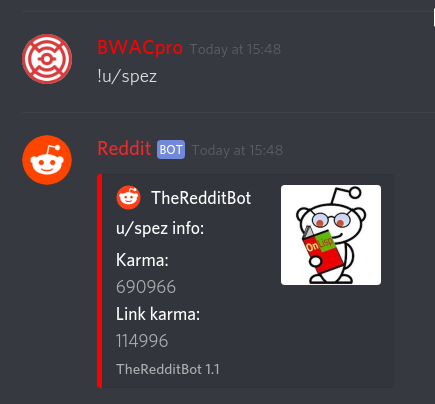 BWACpro Today at 15:48
!u/spez
Reddit BOT Today at 15:48
TheRedditBot
u/spez info:
Karma:
690966
Link karma:
114996
TheRedditBot 1.1
On Lisp